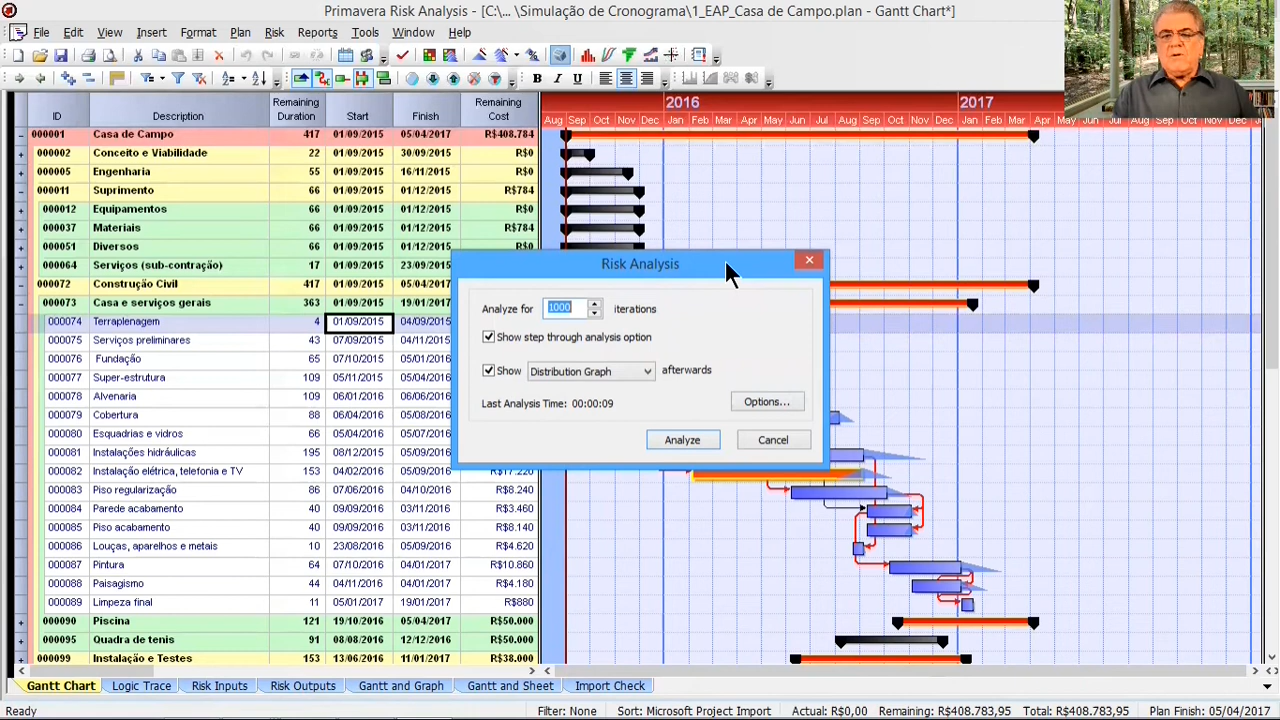 Primavera Risk Analysis - [C:\... \Simulação de Cronograma\1_EAP_Casa de Campo.plan - Gantt Chart*]
File Edit View Insert Format Plan Risk Reports Tools Window Help
B I U
ID Description Remaining Duration Start Finish Remaining Cost
2016 2017
Aug Sep Oct Nov Dec Jan Feb Mar Apr May Jun Jul Aug Sep Oct Nov Dec Jan Feb Mar Apr May Jun Jul Aug Sep Oct Nov Dec
000001 Casa de Campo 417 01/09/2015 05/04/2017 R$408.784
000002 Conceito e Viabilidade 22 01/09/2015 30/09/2015 R$0
000005 Engenharia 55 01/09/2015 16/11/2015 R$0
000011 Suprimento 66 01/09/2015 01/12/2015 R$784
000012 Equipamentos 66 01/09/2015 01/12/2015 R$0
000037 Materiais 66 01/09/2015 01/12/2015 R$784
000051 Diversos 66 01/09/2015 01/12/2015 R$0
000064 Serviços (sub-contração) 17 01/09/2015 23/09/2015
000072 Construção Civil 417 01/09/2015 05/04/2017
000073 Casa e serviços gerais 363 01/09/2015 19/01/2017
000074 Terraplenagem 4 01/09/2015 04/09/2015
000075 Serviços preliminares 43 07/09/2015 04/11/2015
000076 Fundação 65 07/10/2015 05/01/2016
000077 Super-estrutura 109 05/11/2015 05/04/2016
000078 Alvenaria 109 06/01/2016 06/06/2016
000079 Cobertura 88 06/04/2016 05/08/2016
000080 Esquadrias e vidros 66 05/04/2016 05/07/2016
000081 Instalações hidráulicas 195 08/12/2015 05/09/2016
000082 Instalação elétrica, telefonia e TV 153 04/02/2016 05/09/2016 R$17.220
000083 Piso regularização 86 07/06/2016 04/10/2016 R$8.240
000084 Parede acabamento 40 09/09/2016 03/11/2016 R$3.460
000085 Piso acabamento 40 09/09/2016 03/11/2016 R$8.140
000086 Louças, aparelhos e metais 10 23/08/2016 05/09/2016 R$4.620
000087 Pintura 64 07/10/2016 04/01/2017 R$10.860
000088 Paisagismo 44 04/11/2016 04/01/2017 R$4.180
000089 Limpeza final 11 05/01/2017 19/01/2017 R$880
000090 Piscina 121 19/10/2016 05/04/2017 R$50.000
000095 Quadra de tenis 91 08/08/2016 12/12/2016 R$50.000
000099 Instalação e Testes 153 13/06/2016 11/01/2017 R$38.000
Risk Analysis
Analyze for 1000 iterations
Show step through analysis option
Show Distribution Graph afterwards
Last Analysis Time: 00:00:09 Options...
Analyze Cancel
Gantt Chart Logic Trace Risk Inputs Risk Outputs Gantt and Graph Gantt and Sheet Import Check
Ready Filter: None Sort: Microsoft Project Import Actual: R$0,00 Remaining: R$408.783,95 Total: R$408.783,95 Plan Finish: 05/04/2017